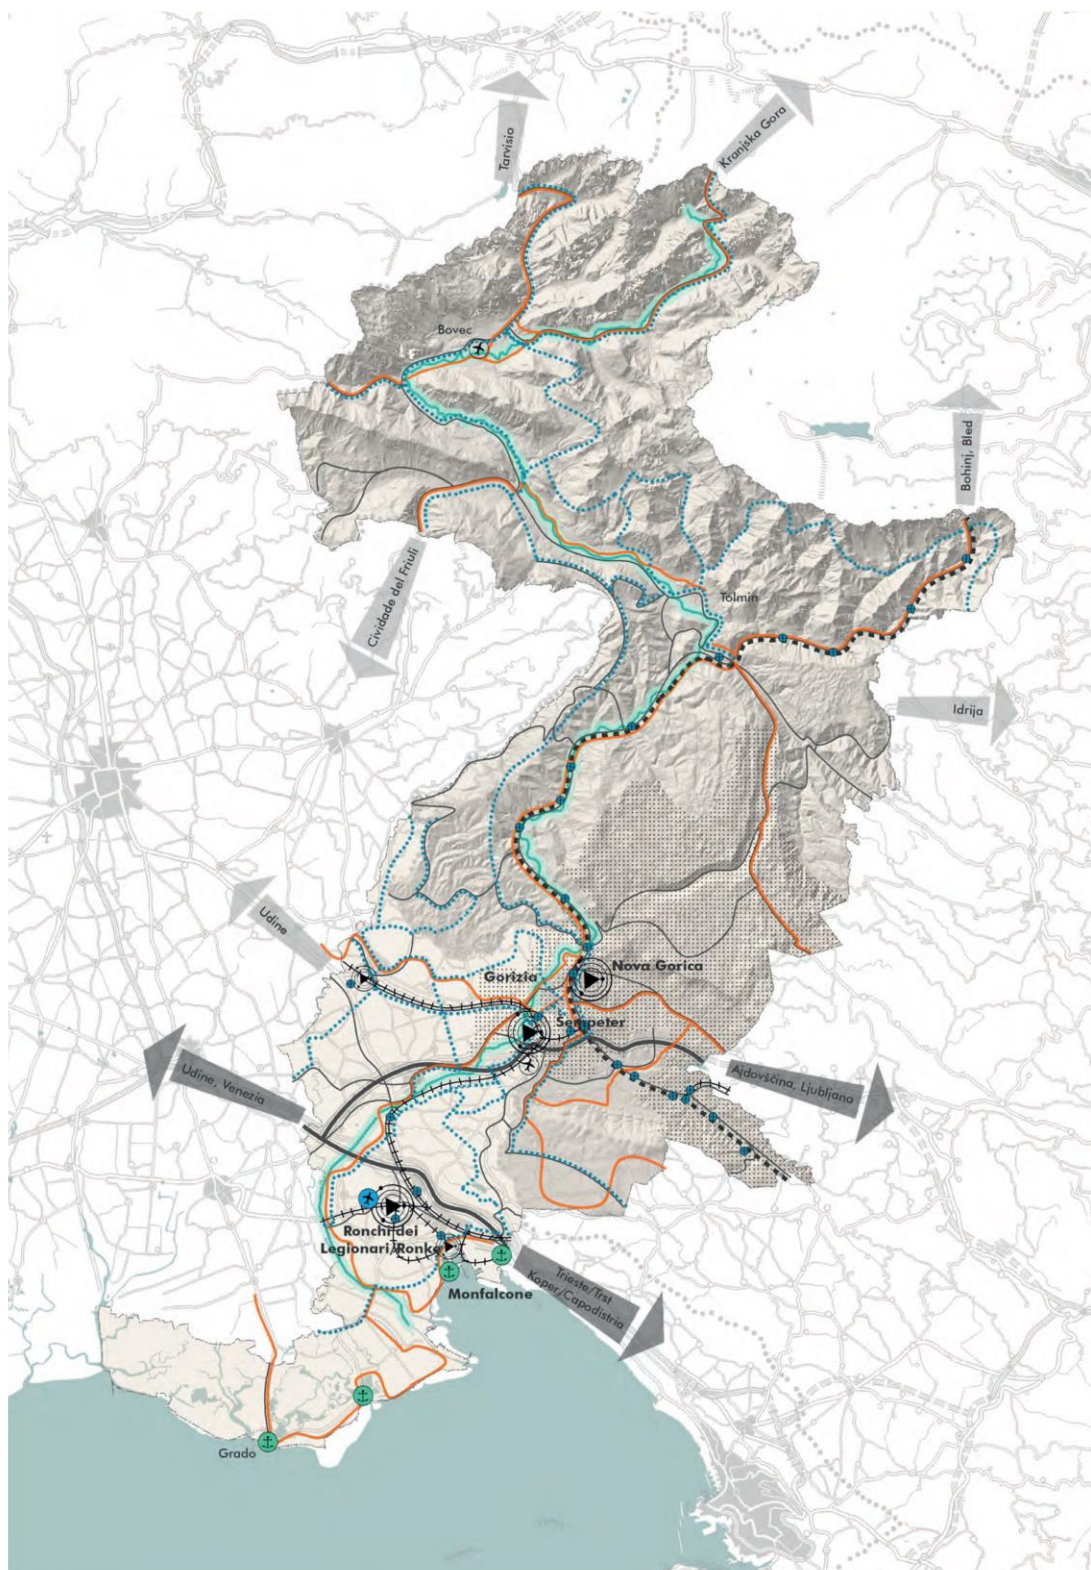 Tarvisio
Kranjska Gora
Bovec
Bohinj, Bled
Cividade del Friuli
Tolmin
Idrija
Udine
Gorizia
Nova Gorica
Šempeter
Udine, Venezia
Ajdovščina, Ljubljana
Ronchi dei
Legionari/Ronke
Trieste/Trst
Koper/Capodistria
Monfalcone
Grado